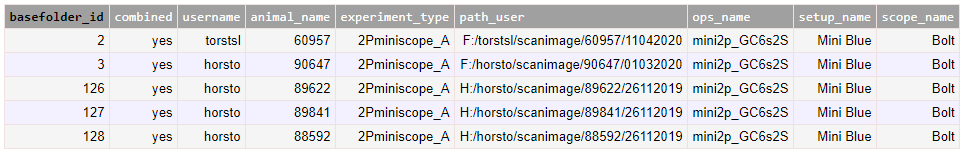 basefolder_id combined username animal_name experiment_type path_user ops_name setup_name scope_name
2 yes torstsl 60957 2Pminiscope_A F:/torstsl/scanimage/60957/11042020 mini2p_GC6s2S Mini Blue Bolt
3 yes horsto 90647 2Pminiscope_A F:/horsto/scanimage/90647/01032020 mini2p_GC6s2S Mini Blue Bolt
126 yes horsto 89622 2Pminiscope_A H:/horsto/scanimage/89622/26112019 mini2p_GC6s2S Mini Blue Bolt
127 yes horsto 89841 2Pminiscope_A H:/horsto/scanimage/89841/26112019 mini2p_GC6s2S Mini Blue Bolt
128 yes horsto 88592 2Pminiscope_A H:/horsto/scanimage/88592/26112019 mini2p_GC6s2S Mini Blue Bolt